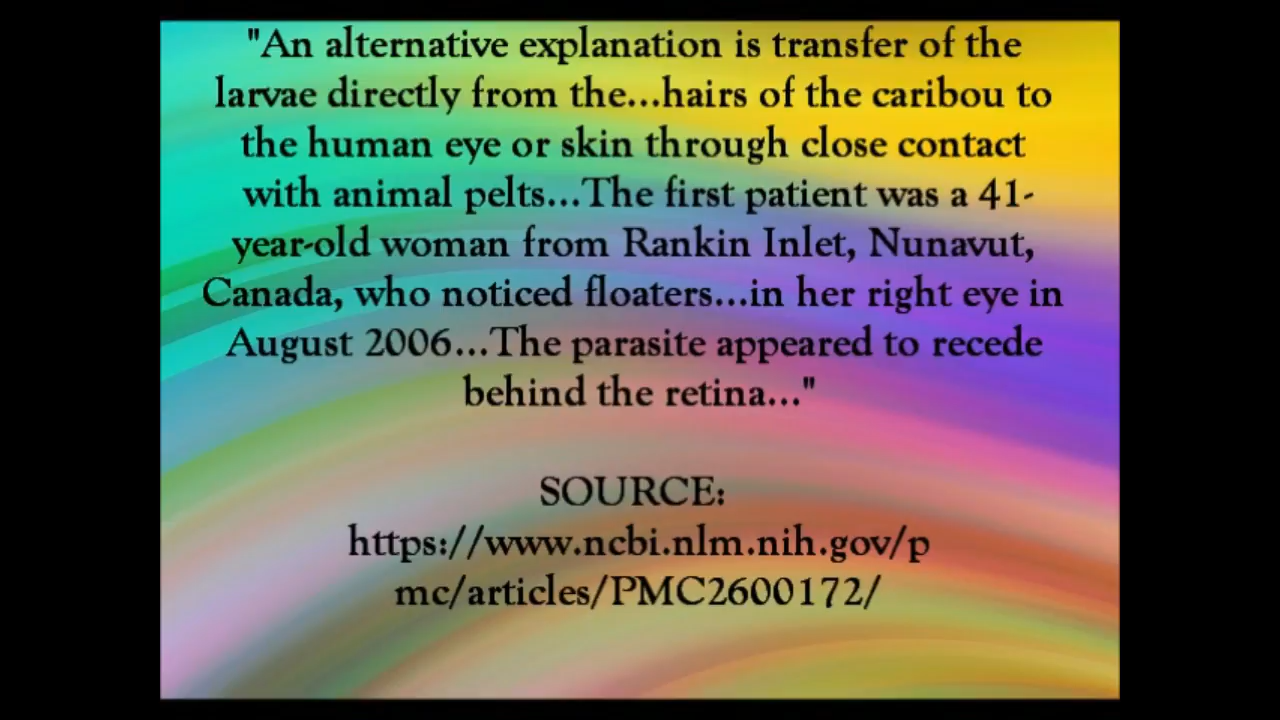 "An alternative explanation is transfer of the
larvae directly from the...hairs of the caribou to
the human eye or skin through close contact
with animal pelts...The first patient was a 41-
year-old woman from Rankin Inlet, Nunavut,
Canada, who noticed floaters...in her right eye in
August 2006...The parasite appeared to recede
behind the retina..."
SOURCE:
https://www.ncbi.nlm.nih.gov/p
mc/articles/PMC2600172/